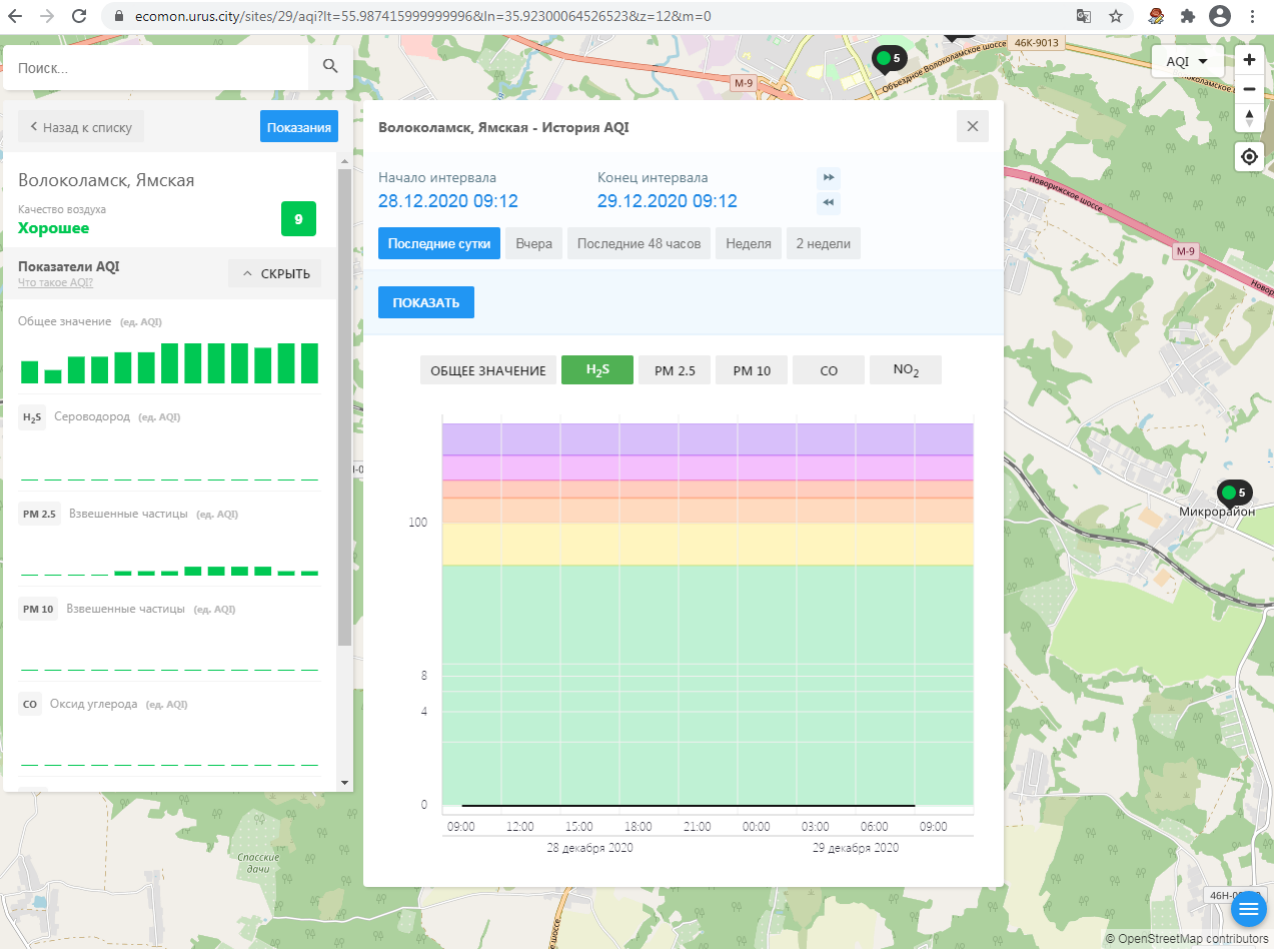 ecomon.urus.city/sites/29/aqi?lt=55.987415999999996&ln=35.92300064526523&z=12&m=0
Поиск...
Назад к списку
Показания
Волоколамск, Ямская
Качество воздуха
Хорошее
9
Показатели AQI
Что такое AQI?
СКРЫТЬ
Общее значение (ед. AQI)
H₂S Сероводород (ед. AQI)
PM 2.5 Взвешенные частицы (ед. AQI)
PM 10 Взвешенные частицы (ед. AQI)
CO Оксид углерода (ед. AQI)
Волоколамск, Ямская - История AQI
Начало интервала
28.12.2020 09:12
Конец интервала
29.12.2020 09:12
Последние сутки
Вчера
Последние 48 часов
Неделя
2 недели
ПОКАЗАТЬ
ОБЩЕЕ ЗНАЧЕНИЕ
H₂S
PM 2.5
PM 10
CO
NO₂
100
8
4
0
09:00 12:00 15:00 18:00 21:00 00:00 03:00 06:00 09:00
28 декабря 2020
29 декабря 2020
M-9
5
Объездное Волоколамское шоссе
46К-9013
AQI
Новорижское шоссе
M-9
5
Микрорайон
Спасские
дачи
© OpenStreetMap contributors